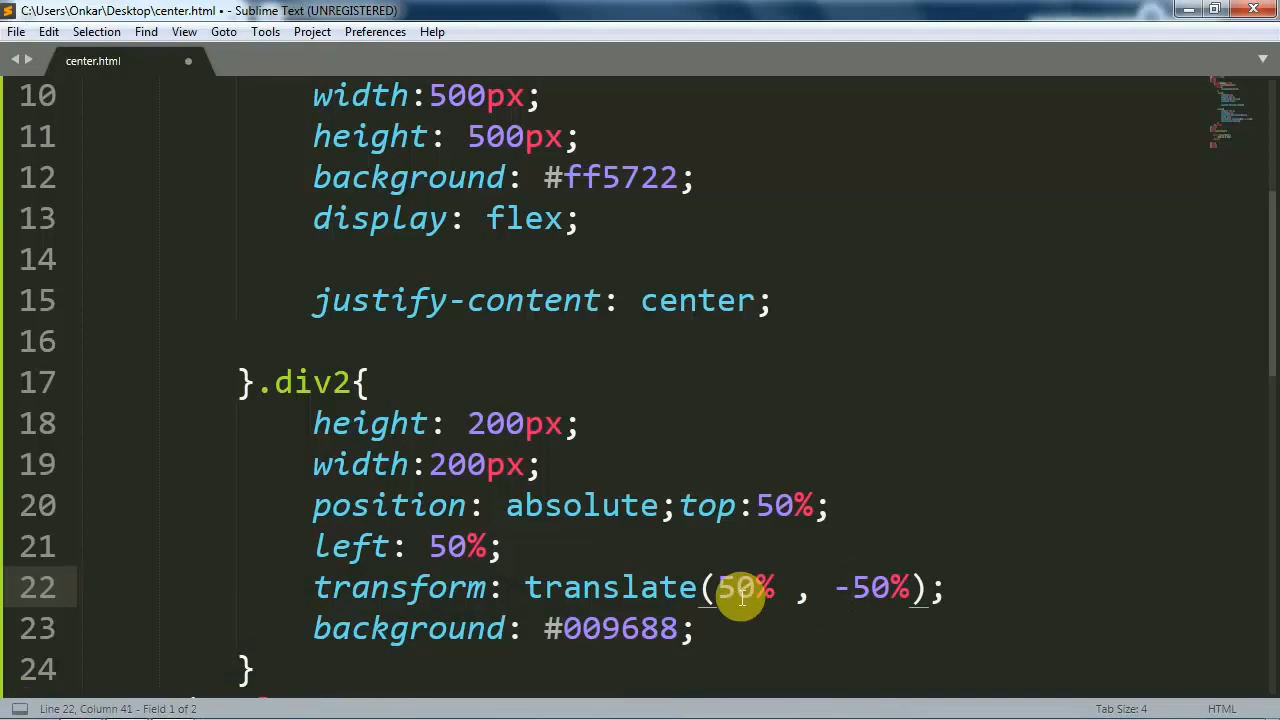 C:\Users\Onkar\Desktop\center.html • - Sublime Text (UNREGISTERED)
File Edit Selection Find View Goto Tools Project Preferences Help
center.html
10 width:500px;
11 height: 500px;
12 background: #ff5722;
13 display: flex;
14
15 justify-content: center;
16
17 }.div2{
18 height: 200px;
19 width:200px;
20 position: absolute;top:50%;
21 left: 50%;
22 transform: translate(50% , -50%);
23 background: #009688;
24 }
Line 22, Column 41 - Field 1 of 2 Tab Size: 4 HTML